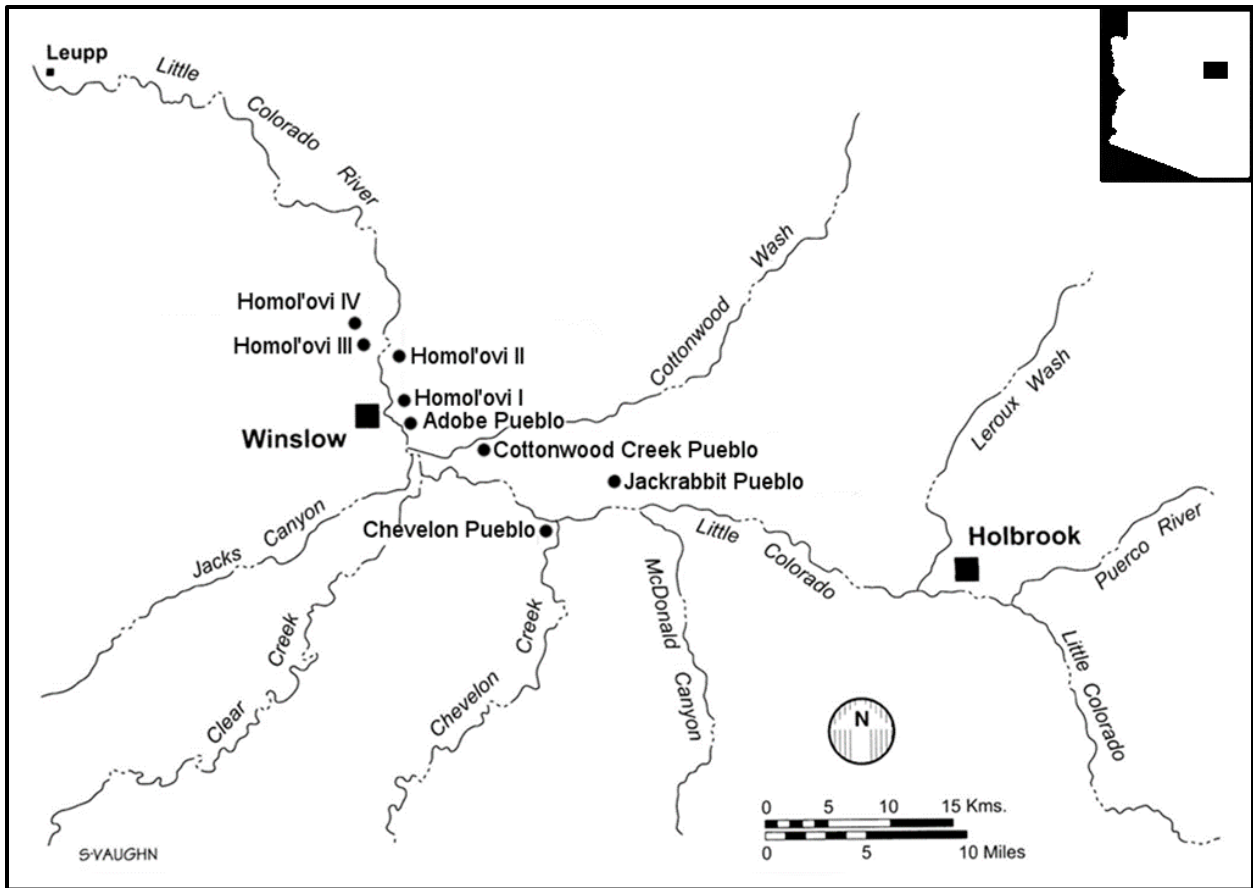 Leupp
Little
Colorado
River
Cottonwood
Wash
Homol'ovi IV
Homol'ovi III
Homol'ovi II
Homol'ovi I
Adobe Pueblo
Winslow
Cottonwood Creek Pueblo
Jackrabbit Pueblo
Chevelon Pueblo
Leroux Wash
Holbrook
Puerco River
Jacks Canyon
Clear Creek
Chevelon Creek
McDonald Canyon
Little Colorado
Little Colorado
N
0 5 10 15 Kms.
0 5 10 Miles
S·VAUGHN